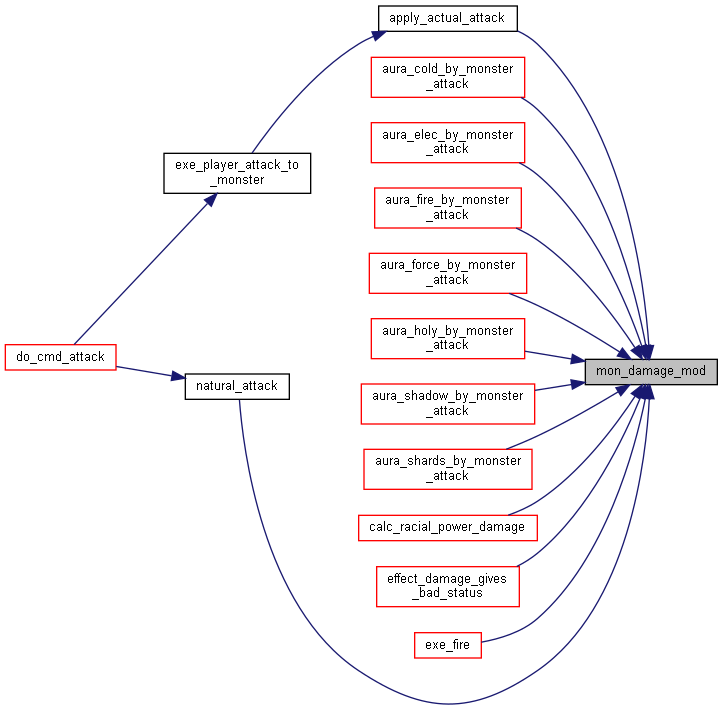 apply_actual_attack
aura_cold_by_monster
_attack
aura_elec_by_monster
_attack
exe_player_attack_to
_monster
aura_fire_by_monster
_attack
aura_force_by_monster
_attack
aura_holy_by_monster
_attack
do_cmd_attack
mon_damage_mod
natural_attack
aura_shadow_by_monster
_attack
aura_shards_by_monster
_attack
calc_racial_power_damage
effect_damage_gives
_bad_status
exe_fire